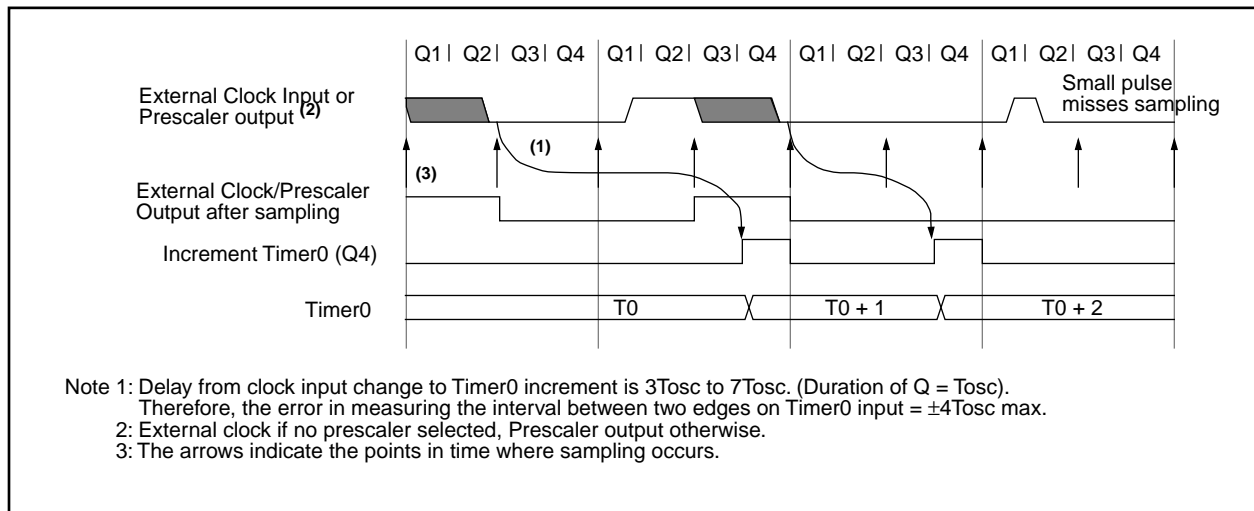 Q1| Q2| Q3| Q4 Q1| Q2| Q3| Q4 Q1| Q2| Q3| Q4 Q1| Q2| Q3| Q4
External Clock Input or
Prescaler output (2)
Small pulse
misses sampling
(1)
(3)
External Clock/Prescaler
Output after sampling
Increment Timer0 (Q4)
Timer0 T0 T0 + 1 T0 + 2
Note 1: Delay from clock input change to Timer0 increment is 3Tosc to 7Tosc. (Duration of Q = Tosc).
Therefore, the error in measuring the interval between two edges on Timer0 input = ±4Tosc max.
2: External clock if no prescaler selected, Prescaler output otherwise.
3: The arrows indicate the points in time where sampling occurs.